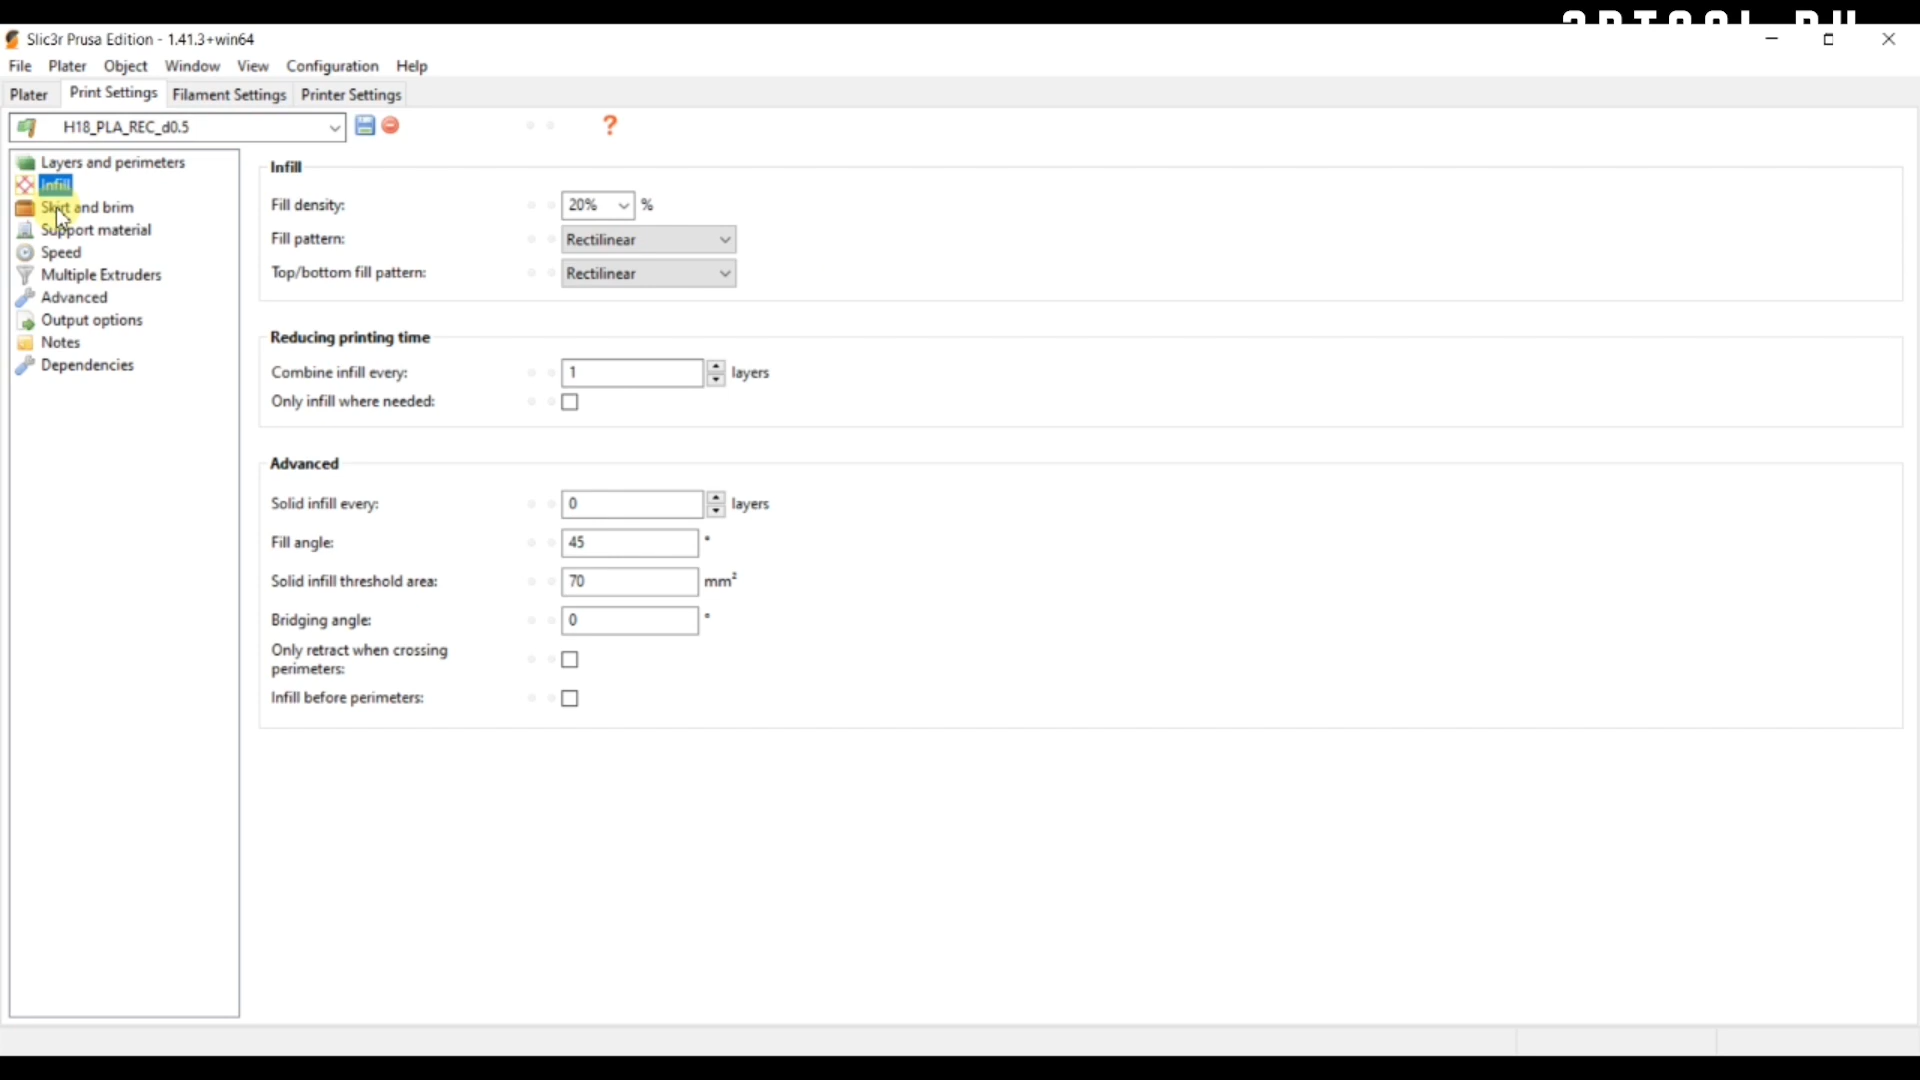 Slic3r Prusa Edition - 1.41.3+win64
File Plater Object Window View Configuration Help
Plater Print Settings Filament Settings Printer Settings
H18_PLA_REC_d0.5 ?
Layers and perimeters
Infill
Skirt and brim
Support material
Speed
Multiple Extruders
Advanced
Output options
Notes
Dependencies
Infill
Fill density: 20% %
Fill pattern: Rectilinear
Top/bottom fill pattern: Rectilinear
Reducing printing time
Combine infill every: 1 layers
Only infill where needed:
Advanced
Solid infill every: 0 layers
Fill angle: 45 °
Solid infill threshold area: 70 mm²
Bridging angle: 0 °
Only retract when crossing
perimeters:
Infill before perimeters: